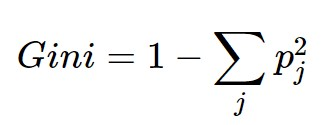 Gini = 1 − ∑_j p_j^2